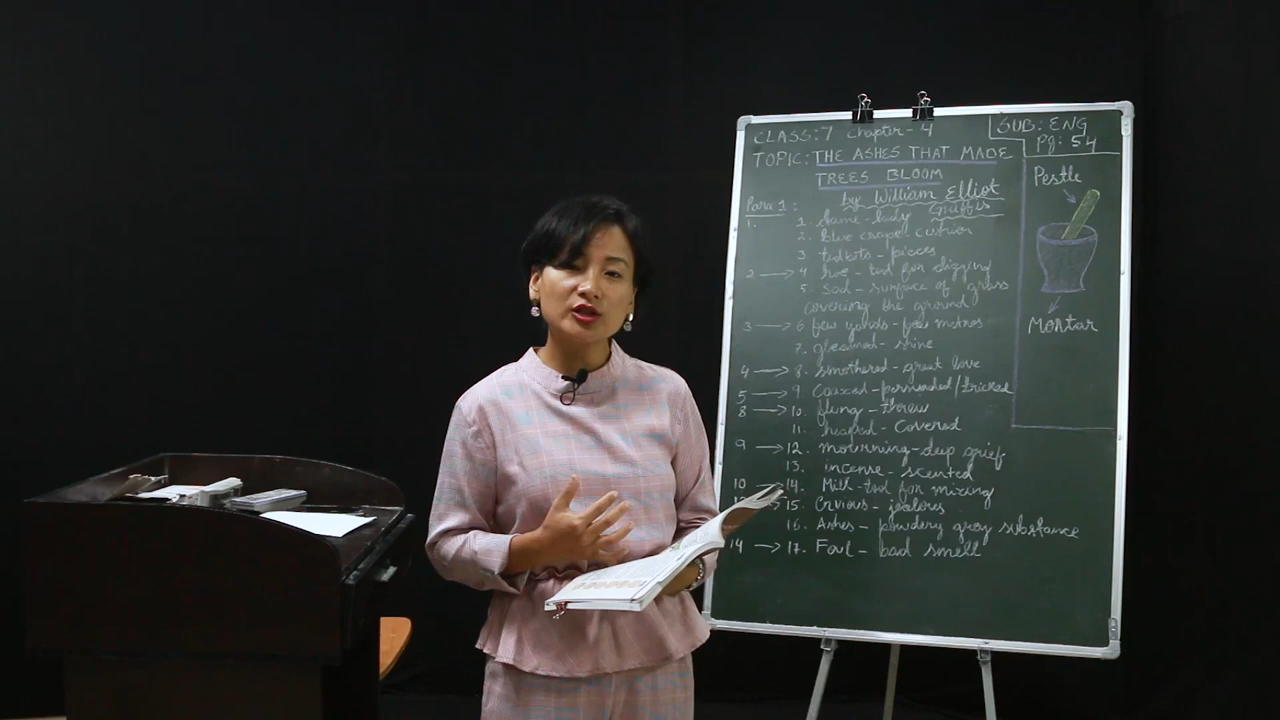 CLASS: 7 Chapter - 4
SUB: ENG
Pg: 54
TOPIC: THE ASHES THAT MADE
TREES BLOOM
by William Elliot
Griffis
Para 1:
1. 1. Dame - lady
2. blue crape cushion
3. tidbits - pieces
2 → 4 hoe - tool for digging
5. Sod - surface of grass
covering the ground
3 → 6 few yards - few metres
7. gleamed - shine
4 → 8. smothered - great love
5 → 9. Coaxed - persuaded/tricked
8 → 10. flung - threw
11. heaped - Covered
9 → 12. mourning - deep grief
13. incense - scented
10 → 14. Mill - tool for mixing
→ 15. Envious - jealous
16. Ashes - powdery gray substance
14 → 17. Foul - bad smell
Pestle
Mortar